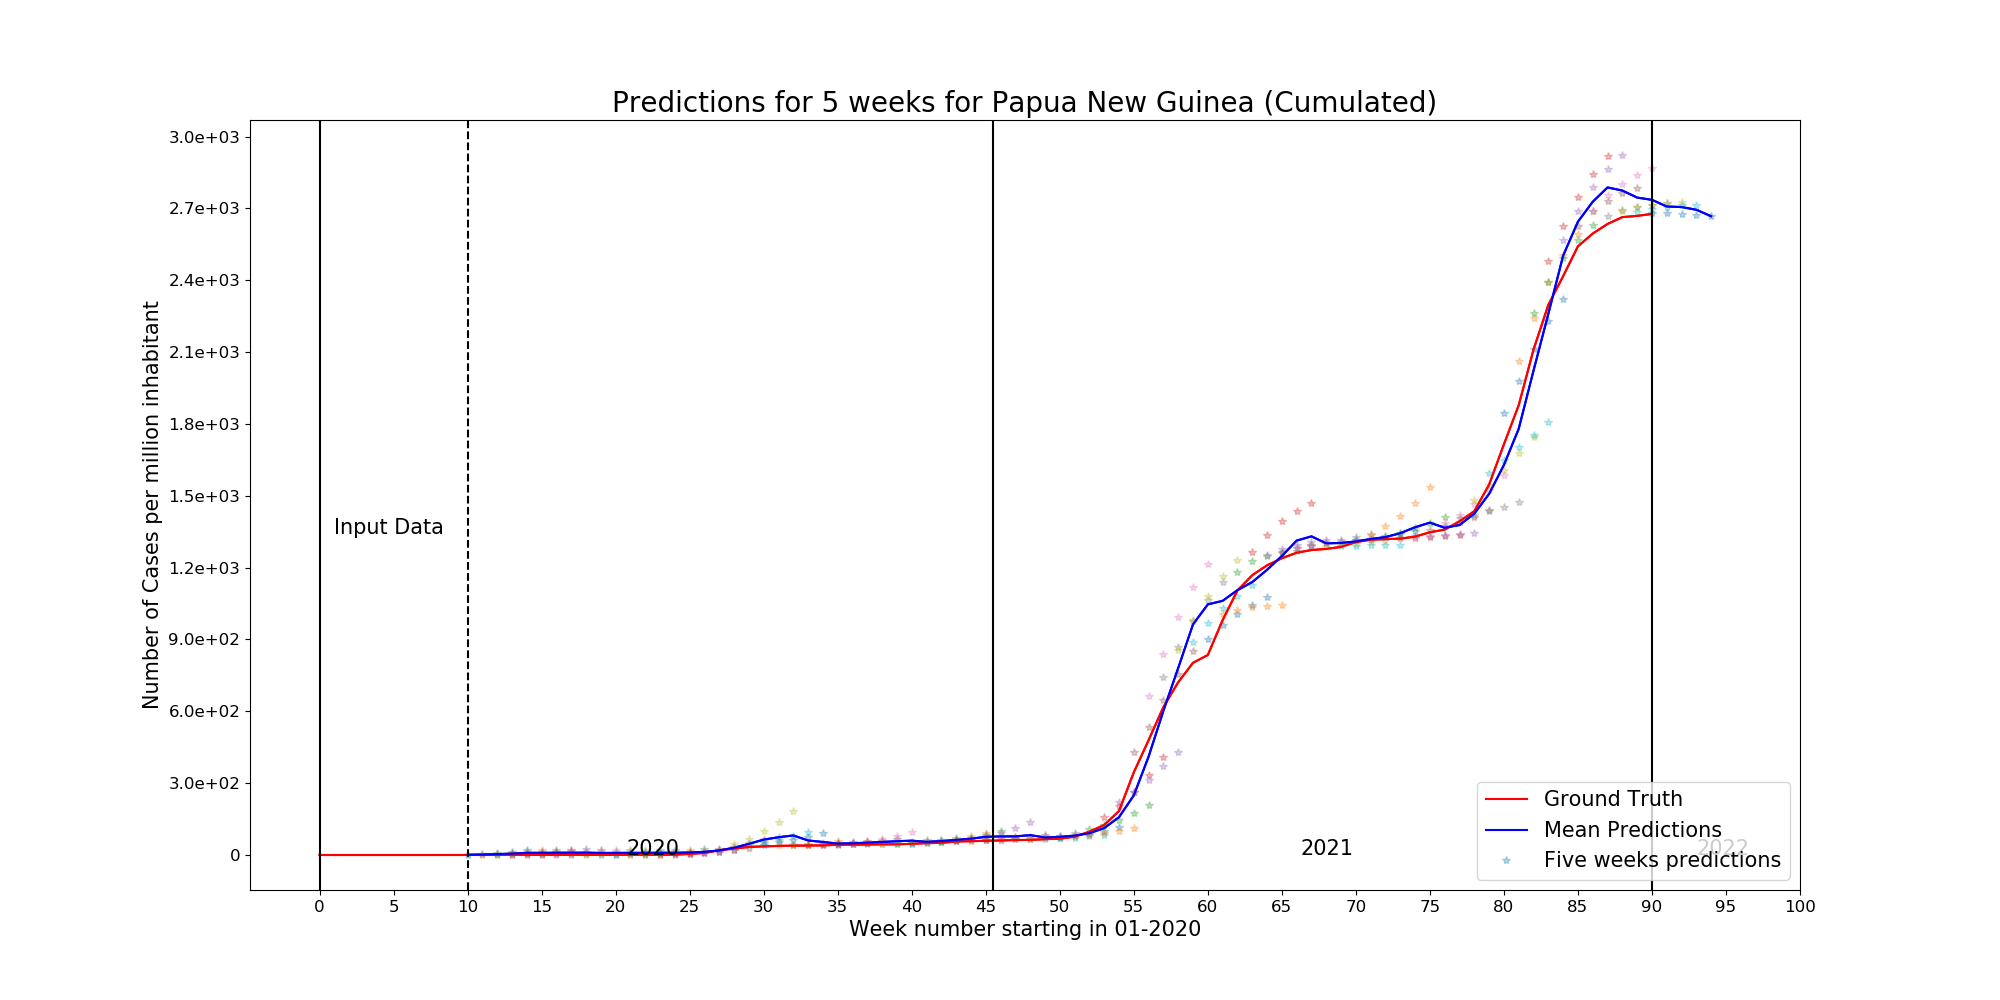 Predictions for 5 weeks for Papua New Guinea (Cumulated)
Number of Cases per million inhabitant
3.0e+03
2.7e+03
2.4e+03
2.1e+03
1.8e+03
1.5e+03
1.2e+03
9.0e+02
6.0e+02
3.0e+02
0
Input Data
2020
2021
2022
Ground Truth
Mean Predictions
Five weeks predictions
0 5 10 15 20 25 30 35 40 45 50 55 60 65 70 75 80 85 90 95 100
Week number starting in 01-2020